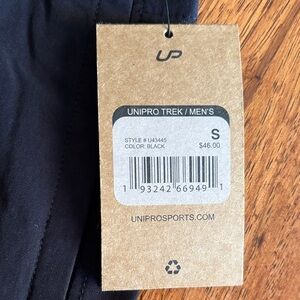 UP
UNIPRO TREK / MEN'S
STYLE # U43445 S
COLOR: BLACK $46.00
1 93242 66949 1
UNIPROSPORTS.COM